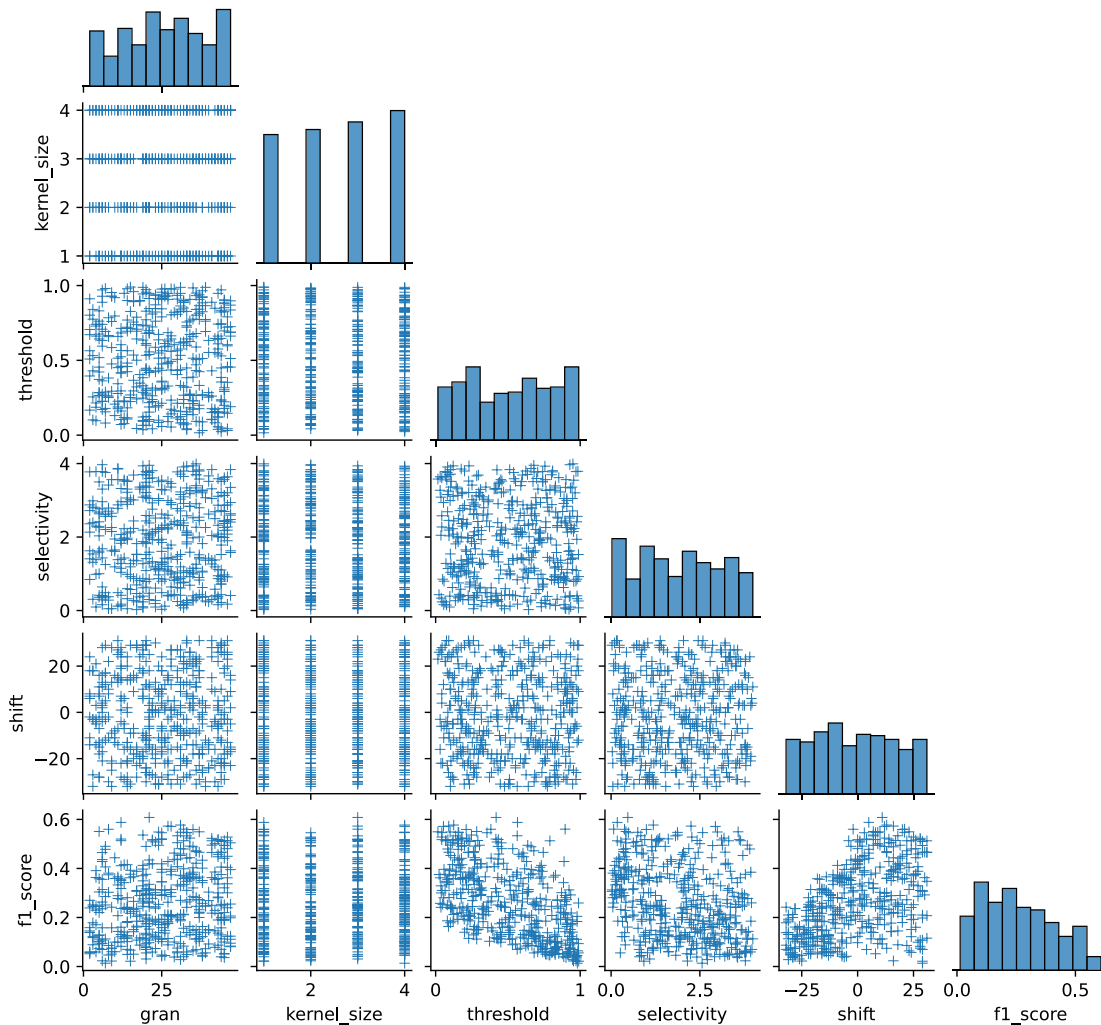 4
3
2
1
kernel_size
1.0
0.5
0.0
threshold
4
2
0
selectivity
20
0
−20
shift
0.6
0.4
0.2
0.0
f1_score
0 25 2 4 0 1 0.0 2.5 −25 0 25 0.0 0.5
gran kernel_size threshold selectivity shift f1_score